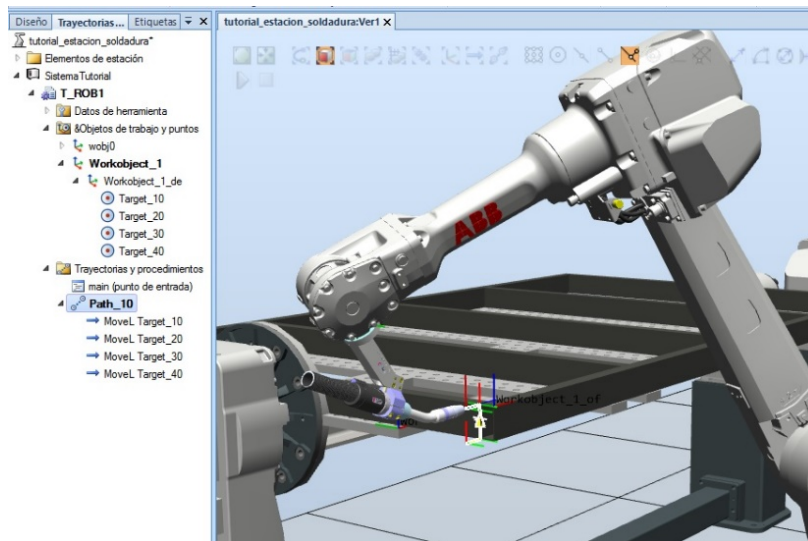 Diseño Trayectorias ... Etiquetas
tutorial_estacion_soldadura:Ver1
tutorial_estacion_soldadura*
Elementos de estación
SistemaTutorial
T_ROB1
Datos de herramienta
&Objetos de trabajo y puntos
wobj0
Workobject_1
Workobject_1_de
Target_10
Target_20
Target_30
Target_40
Trayectorias y procedimientos
main (punto de entrada)
Path_10
MoveL Target_10
MoveL Target_20
MoveL Target_30
MoveL Target_40
ABB
Workobject_1_of